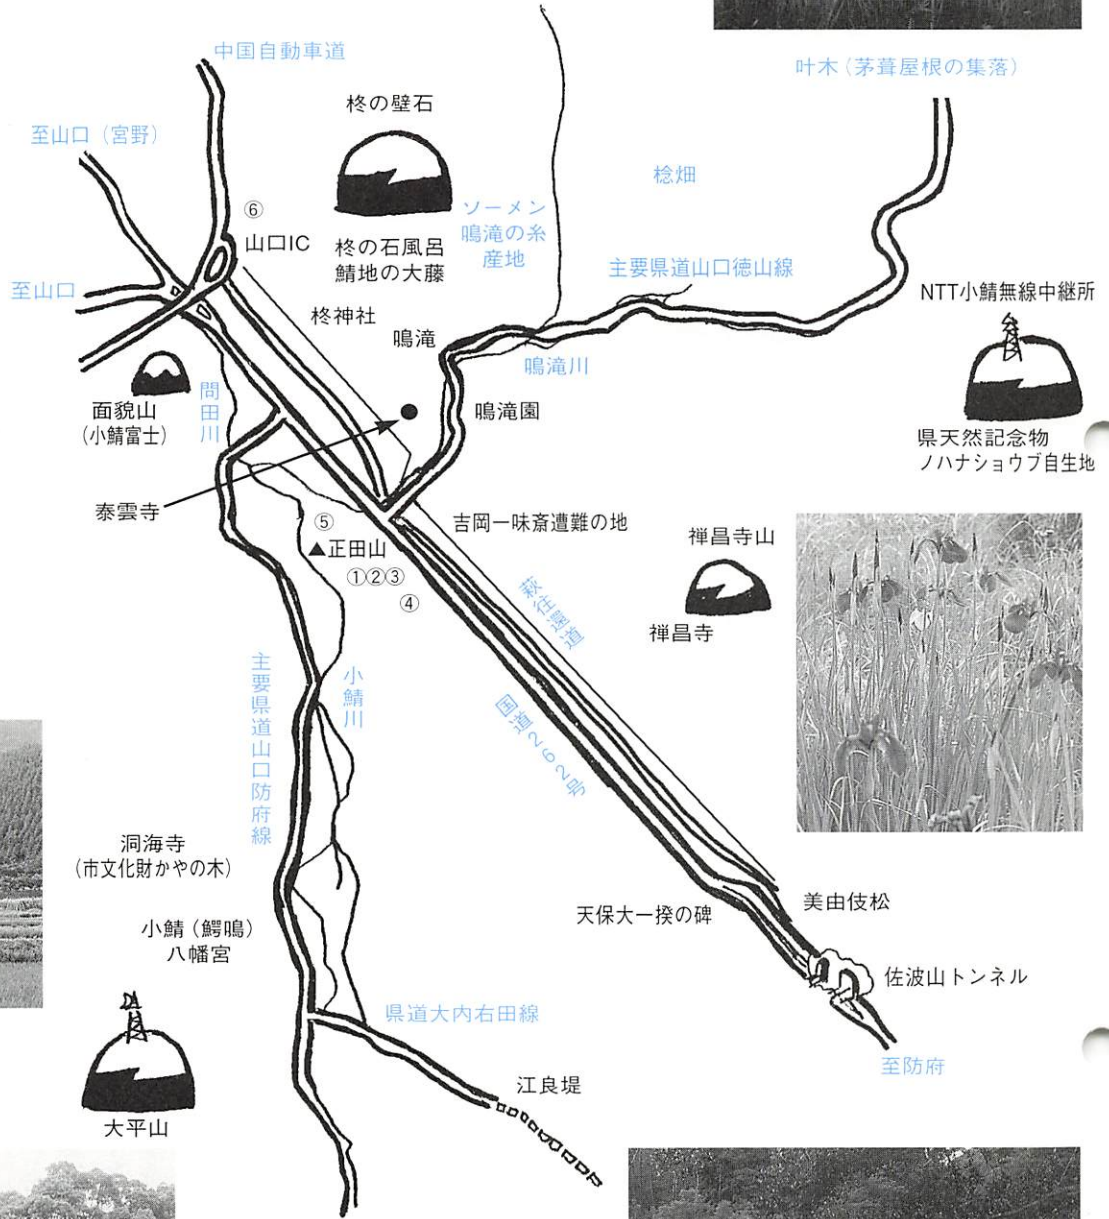 中国自動車道
叶木（茅葺屋根の集落）
柊の壁石
至山口（宮野）
捻畑
⑥
山口IC
ソーメン
鳴滝の糸
産地
柊の石風呂
鯖地の大藤
主要県道山口徳山線
至山口
NTT小鯖無線中継所
柊神社
鳴滝
鳴滝川
問田川
面貌山
（小鯖富士）
鳴滝園
県天然記念物
ノハナショウブ自生地
泰雲寺
⑤
吉岡一味斎遭難の地
▲正田山
禅昌寺山
①②③
④
萩往還道
禅昌寺
主要県道山口防府線
小鯖川
国道262号
洞海寺
（市文化財かやの木）
天保大一揆の碑
美由伎松
小鯖（鰐鳴）
八幡宮
佐波山トンネル
県道大内右田線
至防府
江良堤
大平山